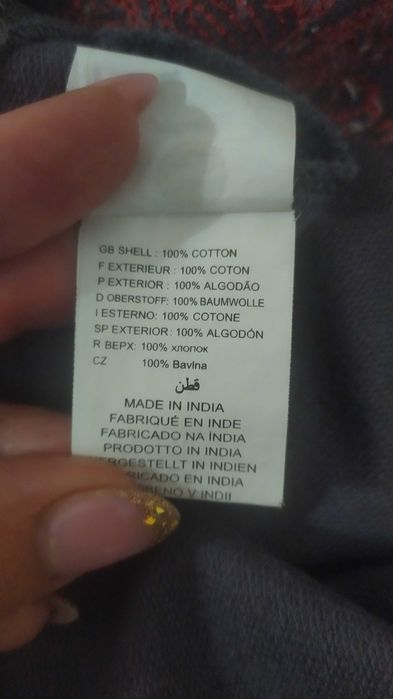 GB SHELL : 100% COTTON
F EXTERIEUR : 100% COTON
P EXTERIOR : 100% ALGODÃO
D OBERSTOFF: 100% BAUMWOLLE
I ESTERNO: 100% COTONE
SP EXTERIOR: 100% ALGODÓN
R ВЕРХ: 100% хлопок
CZ 100% Bavlna
قطن
MADE IN INDIA
FABRIQUÉ EN INDE
FABRICADO NA ÍNDIA
PRODOTTO IN INDIA
IN INDIEN
EN INDIA
V INDII